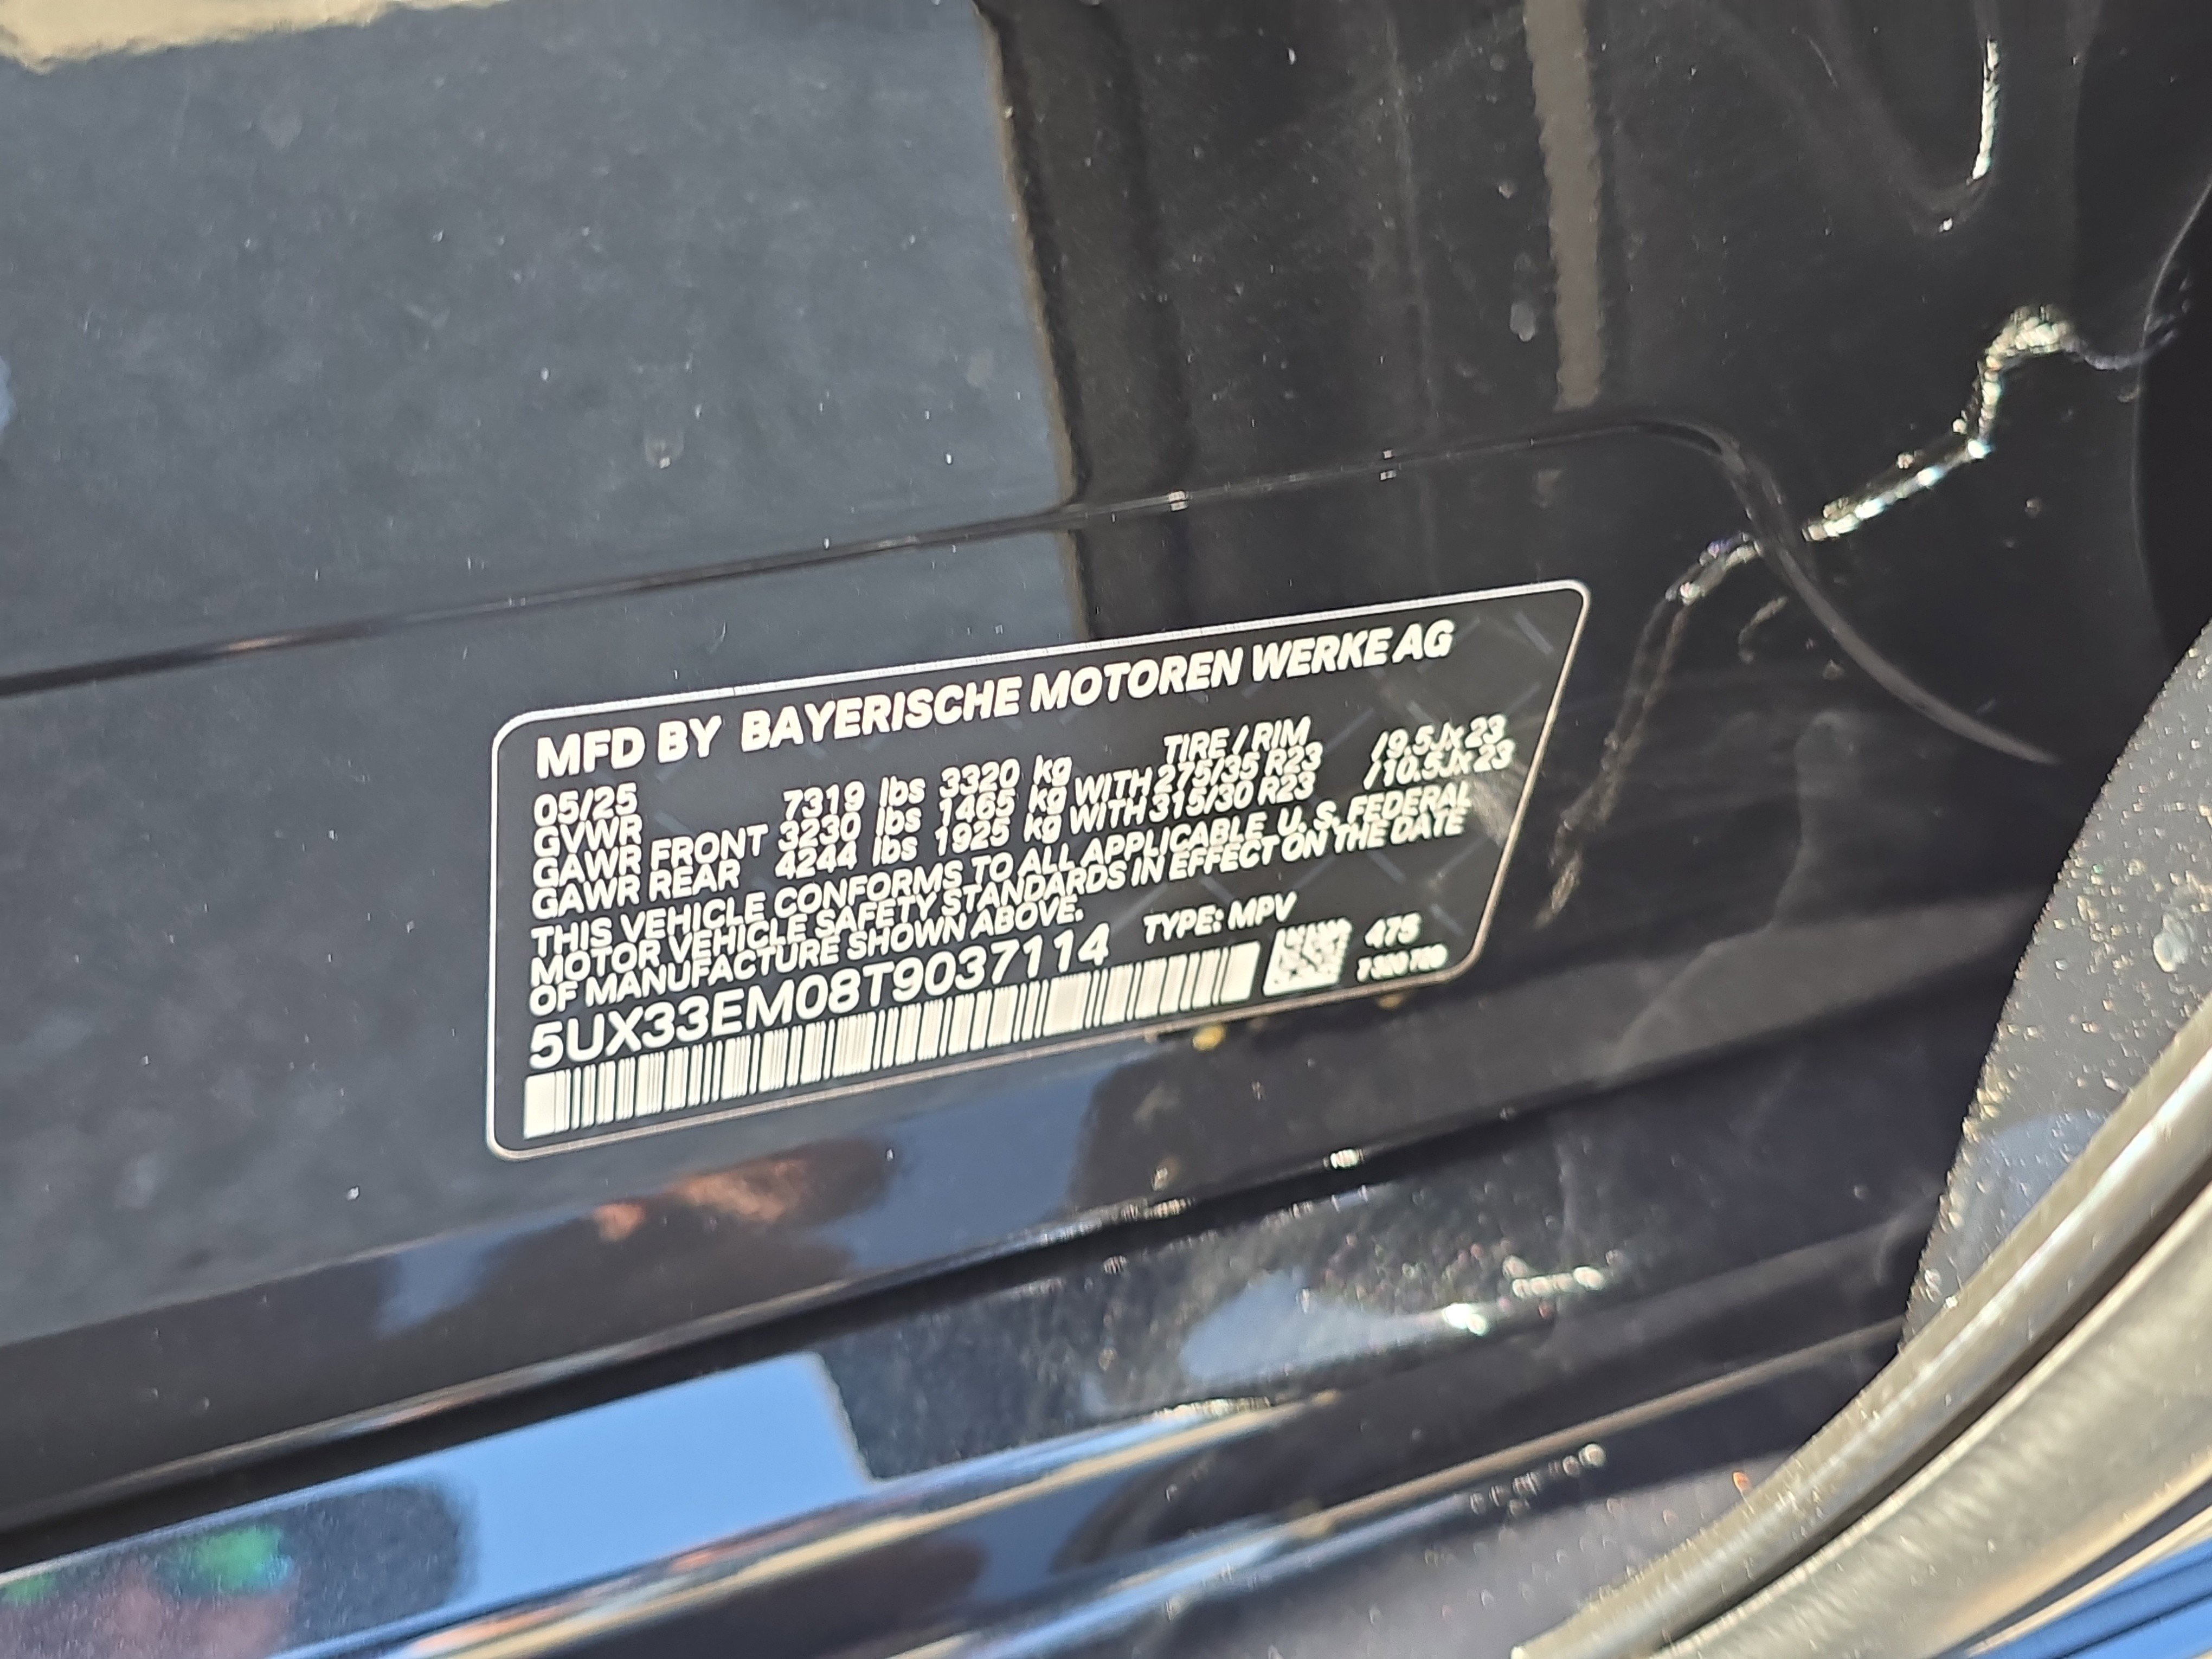 MFD BY BAYERISCHE MOTOREN WERKE AG
05/25 TIRE / RIM
GVWR 7319 lbs 3320 kg
GAWR FRONT 3230 lbs 1465 kg WITH 275/35 R23 /9.5Jx23
GAWR REAR 4244 lbs 1925 kg WITH 315/30 R23 /10.5Jx23
THIS VEHICLE CONFORMS TO ALL APPLICABLE U. S. FEDERAL
MOTOR VEHICLE SAFETY STANDARDS IN EFFECT ON THE DATE
OF MANUFACTURE SHOWN ABOVE.
5UX33EM08T9037114 TYPE: MPV
475